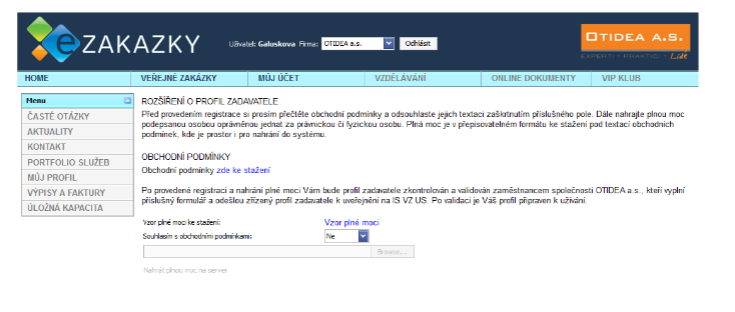 eZAKAZKY
Uživatel: Galuskova Firma: OTIDEA a.s. Odhlásit
OTIDEA A.S.
EXPERTI - PRAKTICI - LIDÉ
HOME VEŘEJNÉ ZAKÁZKY MŮJ ÚČET VZDĚLÁVÁNÍ ONLINE DOKUMENTY VIP KLUB
Menu
ČASTÉ OTÁZKY
AKTUALITY
KONTAKT
PORTFOLIO SLUŽEB
MŮJ PROFIL
VÝPISY A FAKTURY
ÚLOŽNÁ KAPACITA
ROZŠÍŘENÍ O PROFIL ZADAVATELE
Před provedením registrace si prosím přečtěte obchodní podmínky a odsouhlaste jejich textaci zaškrtnutím příslušného pole. Dále nahrajte plnou moc
podepsanou osobou oprávněnou jednat za právnickou či fyzickou osobu. Plná moc je v přepisovatelném formátu ke stažení pod textací obchodních
podmínek, kde je prostor i pro nahrání do systému.
OBCHODNÍ PODMÍNKY
Obchodní podmínky zde ke stažení
Po provedené registraci a nahrání plné moci Vám bude profil zadavatele zkontrolován a validován zaměstnancem společnosti OTIDEA a.s., kteří vyplní
příslušný formulář a odešlou zřízený profil zadavatele k uveřejnění na IS VZ US. Po validaci je Váš profil připraven k užívání.
Vzor plné moci ke stažení: Vzor plné moci
Souhlasím s obchodními podmínkami: Ne
Browse...
Nahrát plnou moc na server